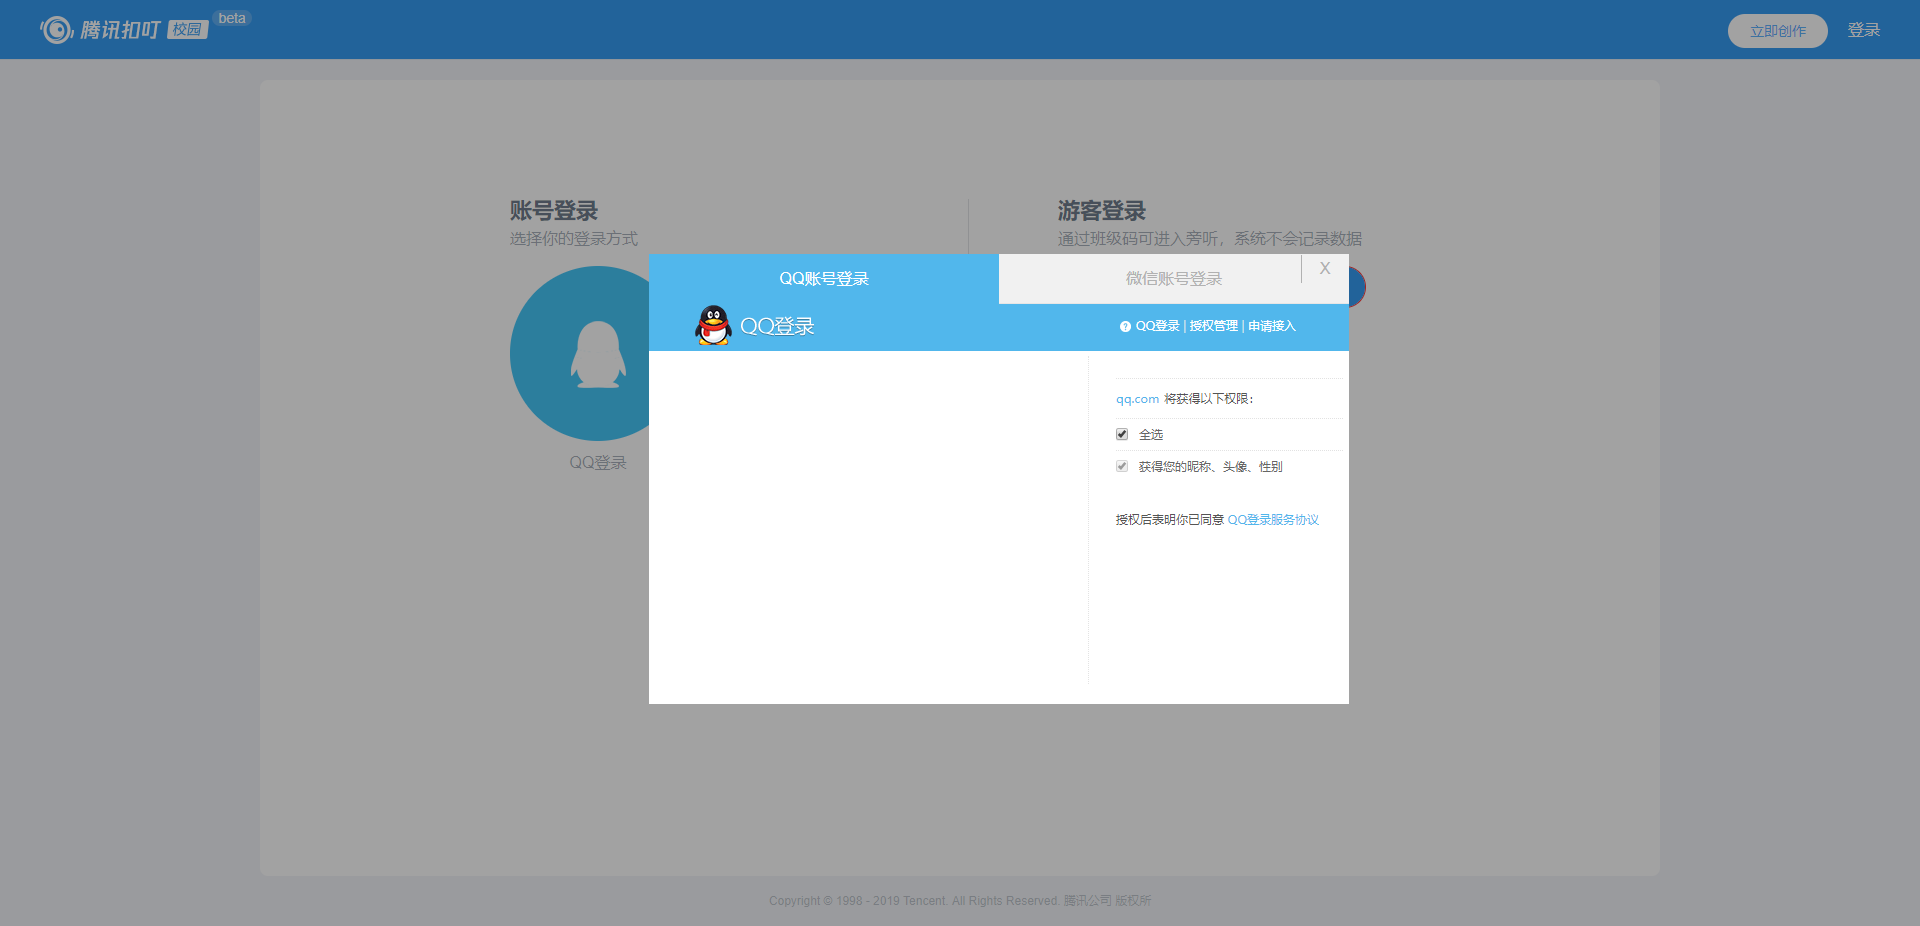 腾讯扣叮 校园 beta
立即创作 登录
账号登录
选择你的登录方式
游客登录
通过班级码可进入旁听，系统不会记录数据
QQ账号登录
微信账号登录
X
QQ登录
QQ登录 | 授权管理 | 申请接入
qq.com 将获得以下权限：
全选
获得您的昵称、头像、性别
授权后表明你已同意 QQ登录服务协议
QQ登录
Copyright © 1998 - 2019 Tencent. All Rights Reserved. 腾讯公司 版权所